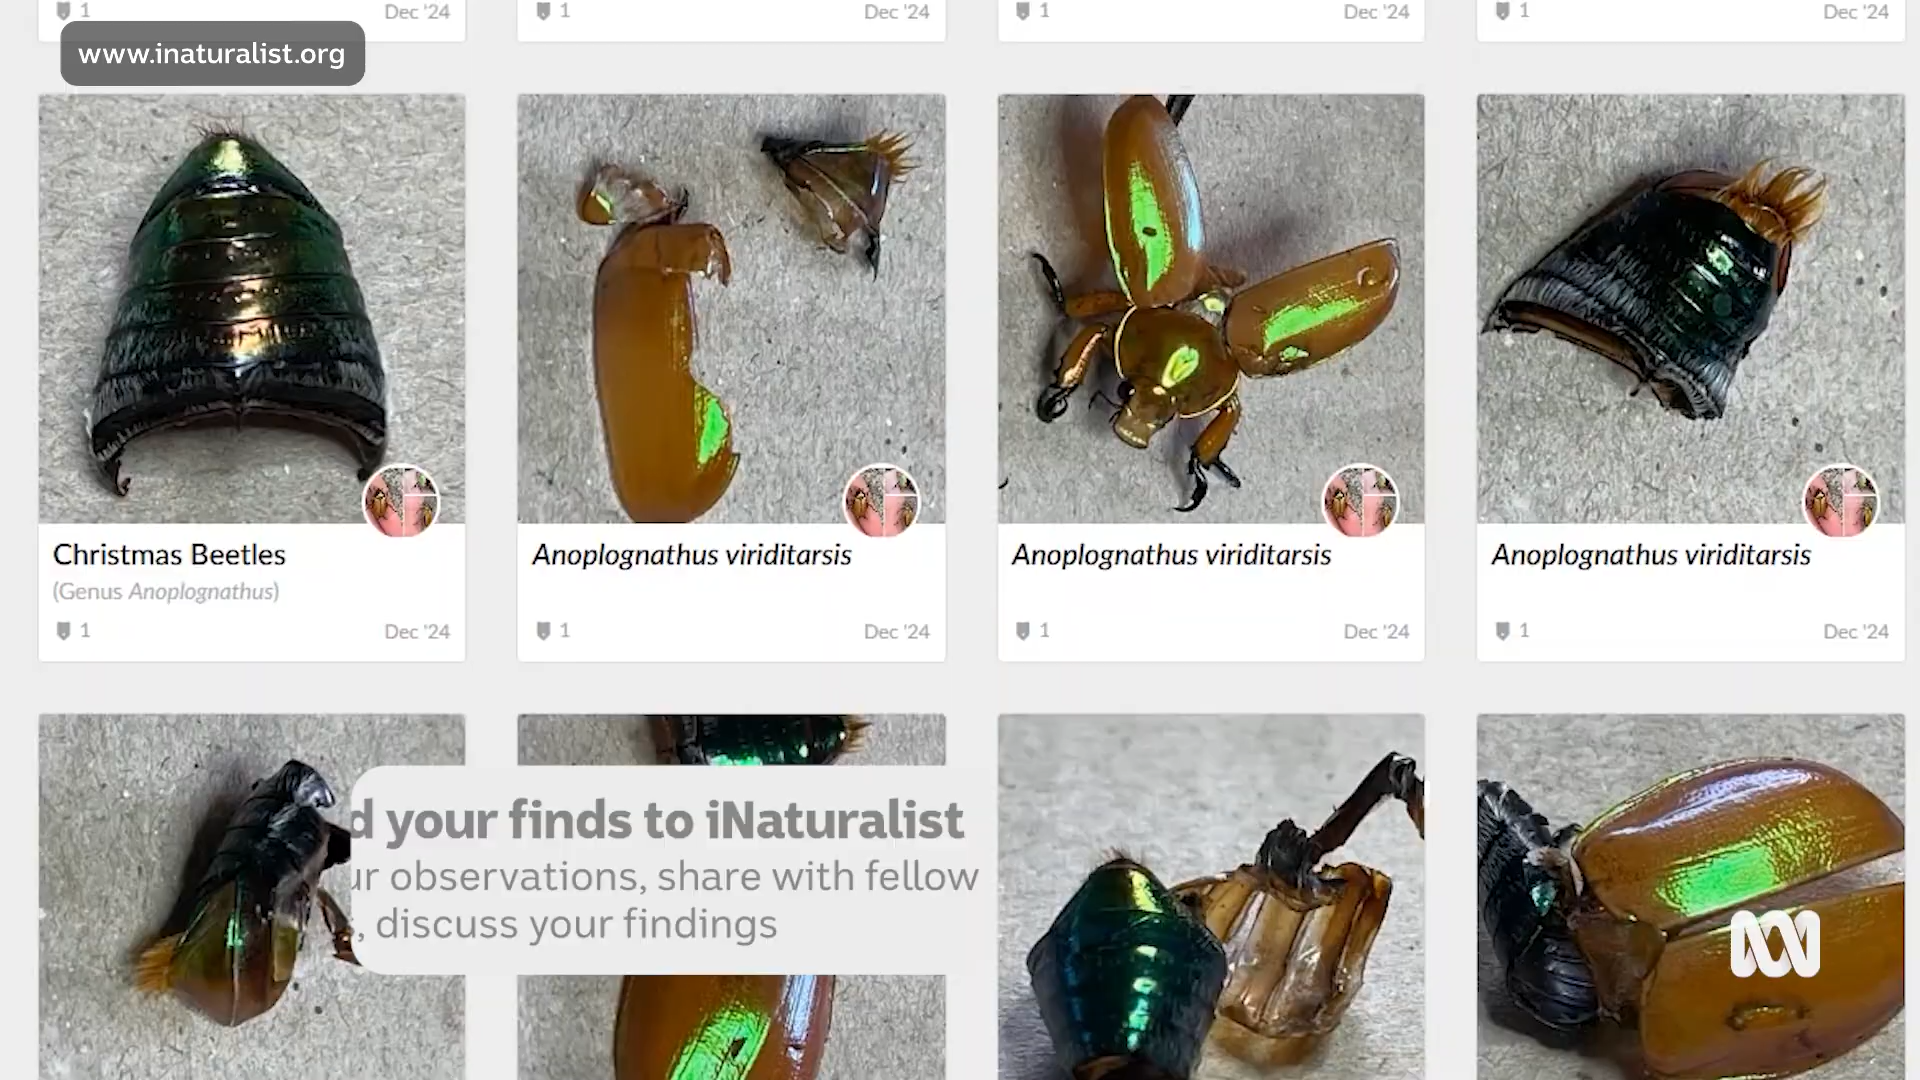 1 Dec '24
1 Dec '24
1 Dec '24
1 Dec '24
www.inaturalist.org
Christmas Beetles
(Genus Anoplognathus)
1 Dec '24
Anoplognathus viriditarsis
1 Dec '24
Anoplognathus viriditarsis
1 Dec '24
Anoplognathus viriditarsis
1 Dec '24
your finds to iNaturalist
observations, share with fellow
discuss your findings